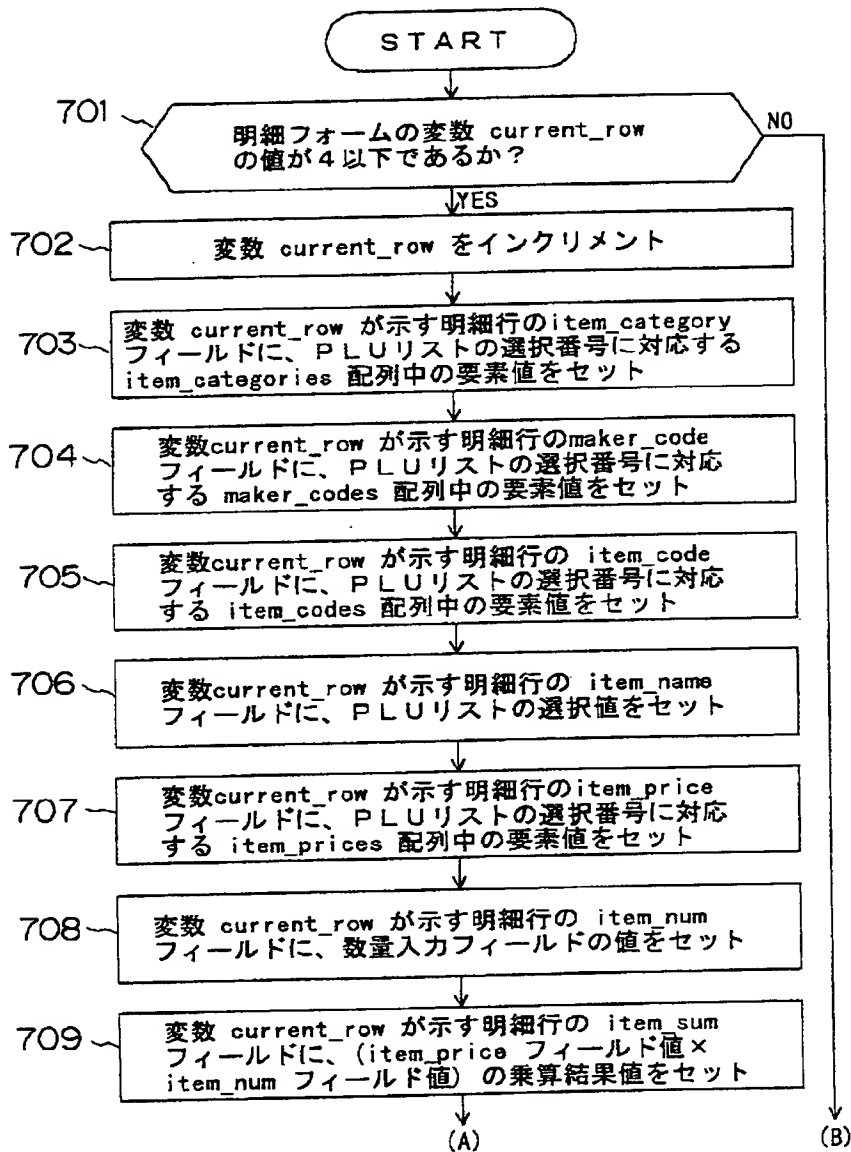 START
701
明細フォームの変数 current_row
の値が4以下であるか?
NO
YES
702
変数 current_row をインクリメント
703
変数 current_row が示す明細行のitem_category
フィールドに、PLUリストの選択番号に対応する
item_categories 配列中の要素値をセット
704
変数current_row が示す明細行のmaker_code
フィールドに、PLUリストの選択番号に対応
する maker_codes 配列中の要素値をセット
705
変数current_row が示す明細行の item_code
フィールドに、PLUリストの選択番号に対応
する item_codes 配列中の要素値をセット
706
変数current_row が示す明細行の item_name
フィールドに、PLUリストの選択値をセット
707
変数current_row が示す明細行のitem_price
フィールドに、PLUリストの選択番号に対応
する item_prices 配列中の要素値をセット
708
変数 current_row が示す明細行の item_num
フィールドに、数量入力フィールドの値をセット
709
変数 current_row が示す明細行の item_sum
フィールドに、(item_price フィールド値×
item_num フィールド値) の乗算結果値をセット
(A)
(B)